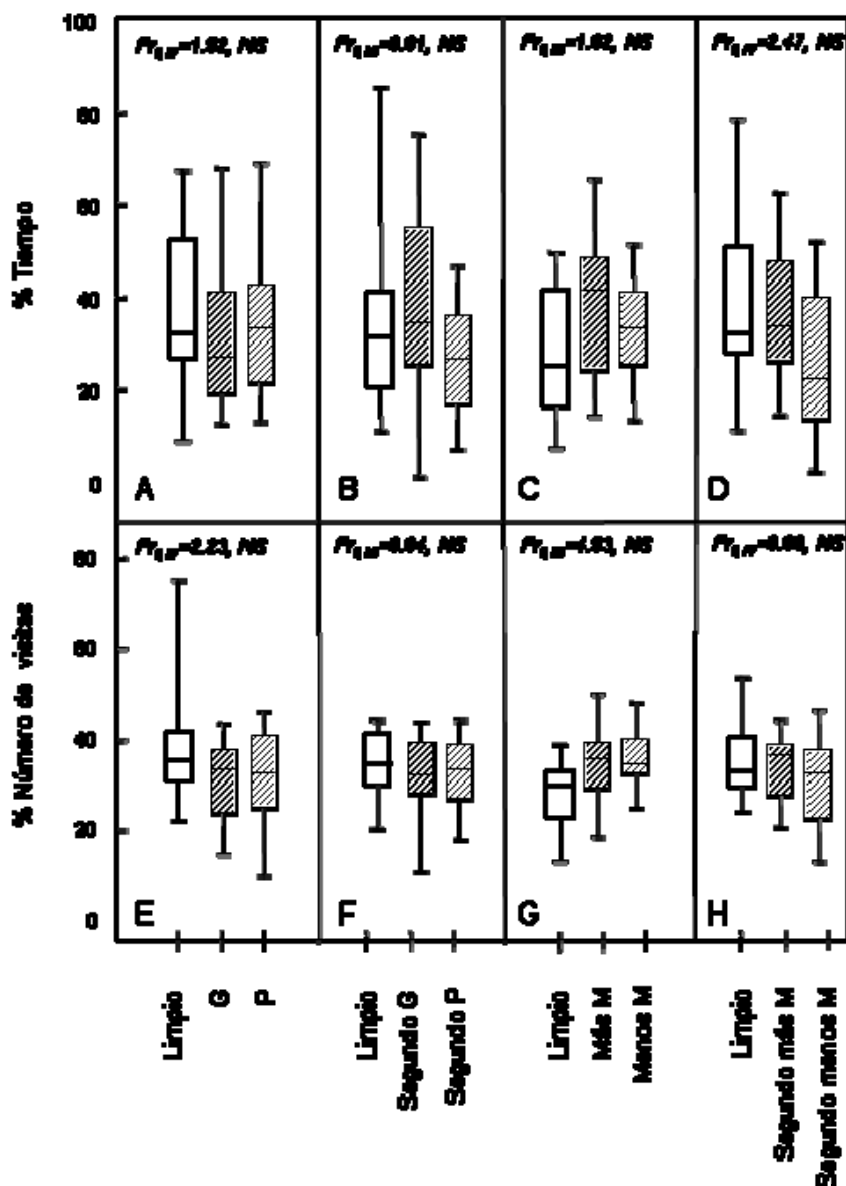 100%
80
60
40
20
0
% Tiempo
NS
NS
NS
NS
A
B
C
D
NS
NS
NS
NS
80
60
40
20
0
% Número de visitas
E
F
G
H
Limpio
G
P
Limpio
Segundo G
Segundo P
Limpio
Más M
Menos M
Limpio
Segundo más M
Segundo menos M